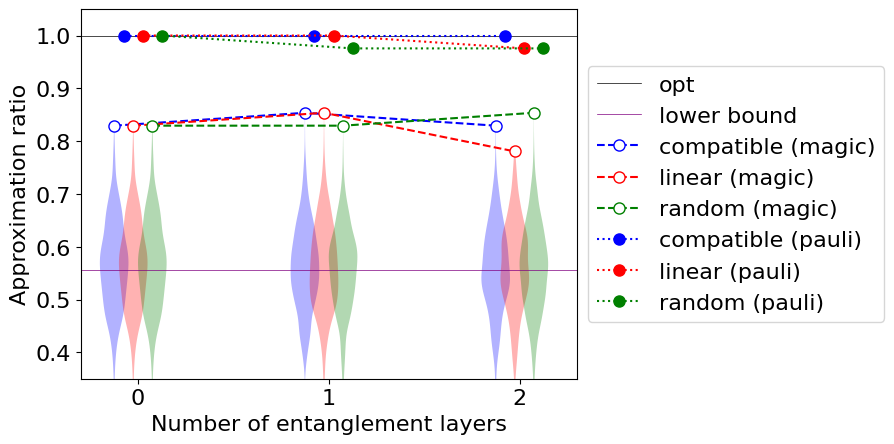 1.0
0.9
0.8
0.7
0.6
0.5
0.4
Approximation ratio
0 1 2
Number of entanglement layers
opt
lower bound
compatible (magic)
linear (magic)
random (magic)
compatible (pauli)
linear (pauli)
random (pauli)